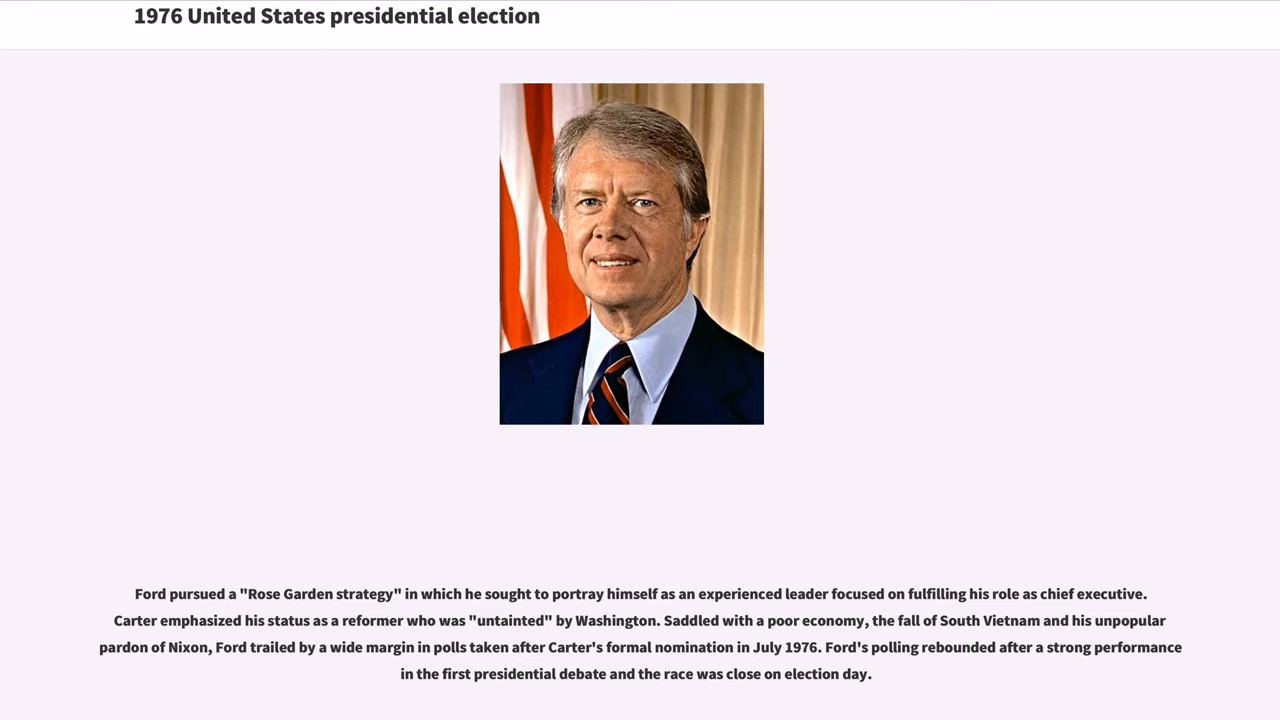 1976 United States presidential election
Ford pursued a "Rose Garden strategy" in which he sought to portray himself as an experienced leader focused on fulfilling his role as chief executive.
Carter emphasized his status as a reformer who was "untainted" by Washington. Saddled with a poor economy, the fall of South Vietnam and his unpopular
pardon of Nixon, Ford trailed by a wide margin in polls taken after Carter's formal nomination in July 1976. Ford's polling rebounded after a strong performance
in the first presidential debate and the race was close on election day.